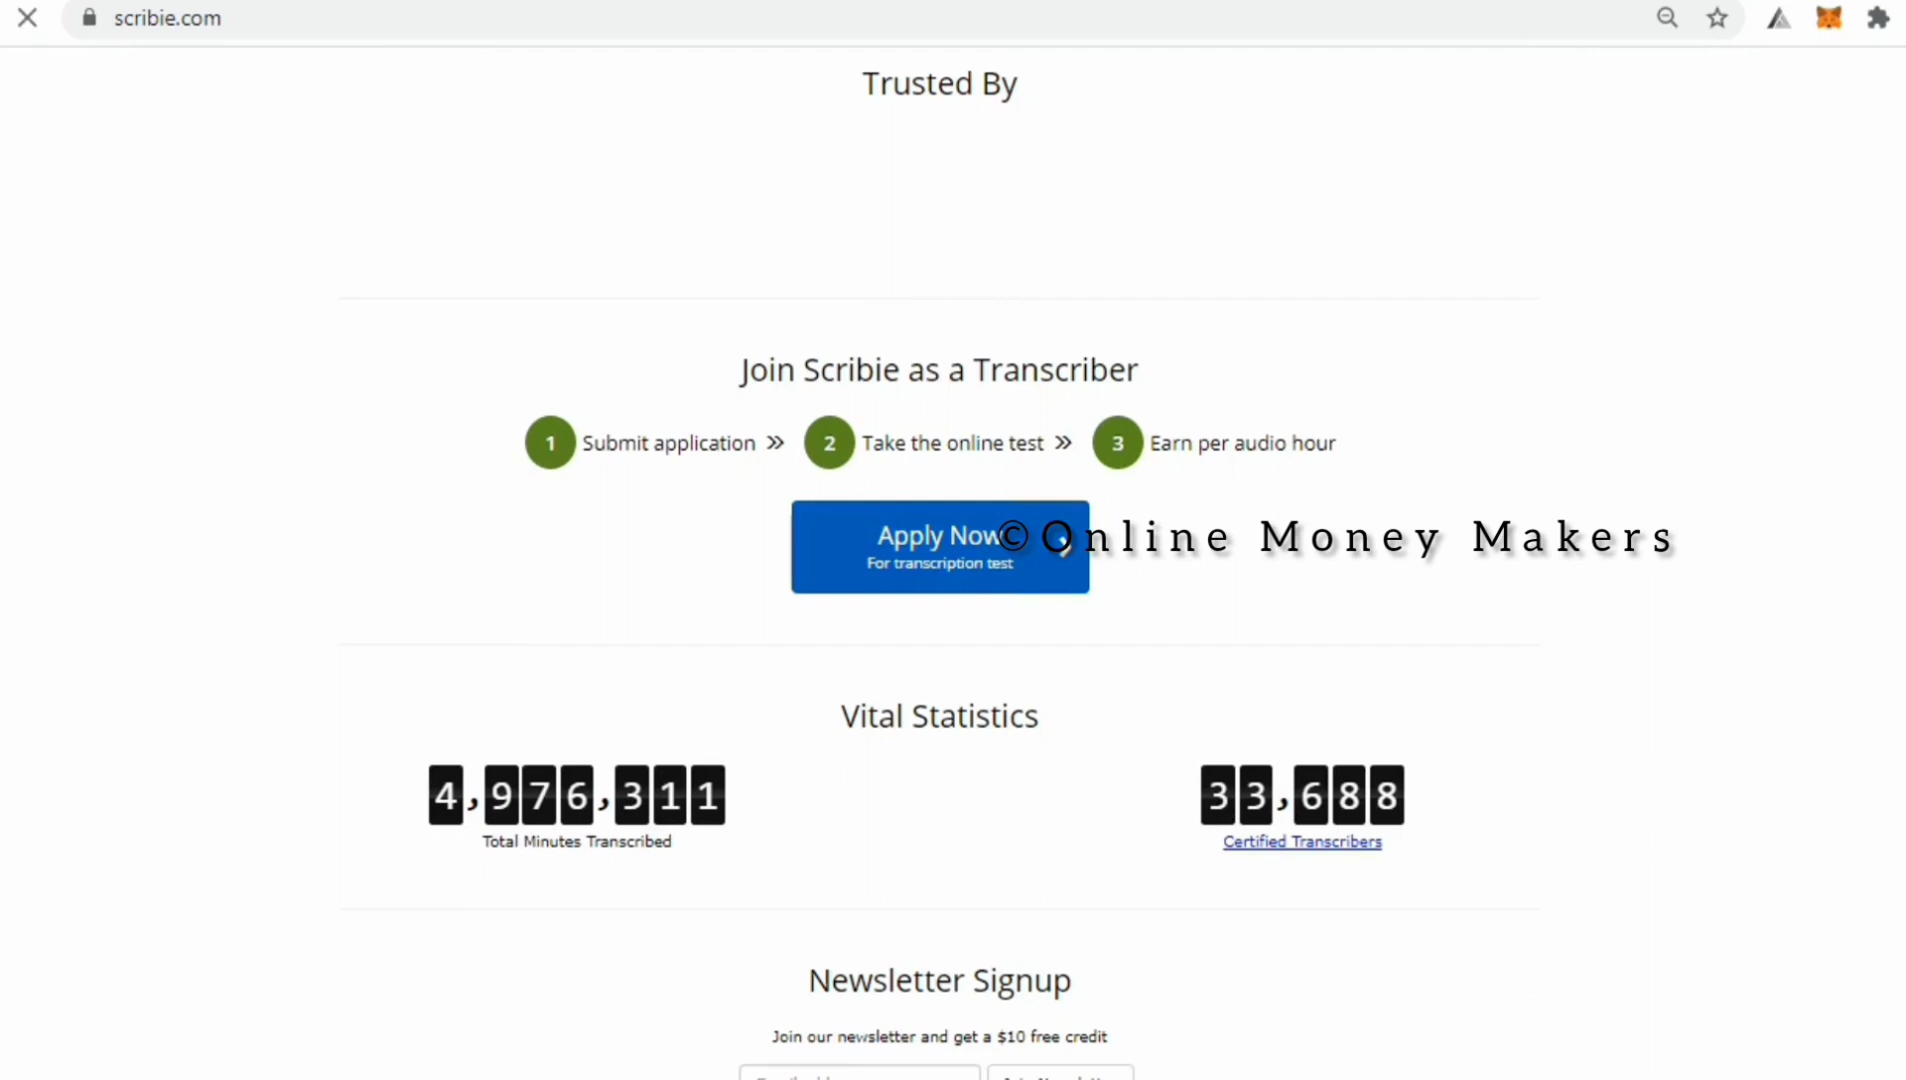 scribie.com
Trusted By
Join Scribie as a Transcriber
1 Submit application » 2 Take the online test » 3 Earn per audio hour
Apply Now
For transcription test
©Online Money Makers
Vital Statistics
4,976,311
Total Minutes Transcribed
33,688
Certified Transcribers
Newsletter Signup
Join our newsletter and get a $10 free credit